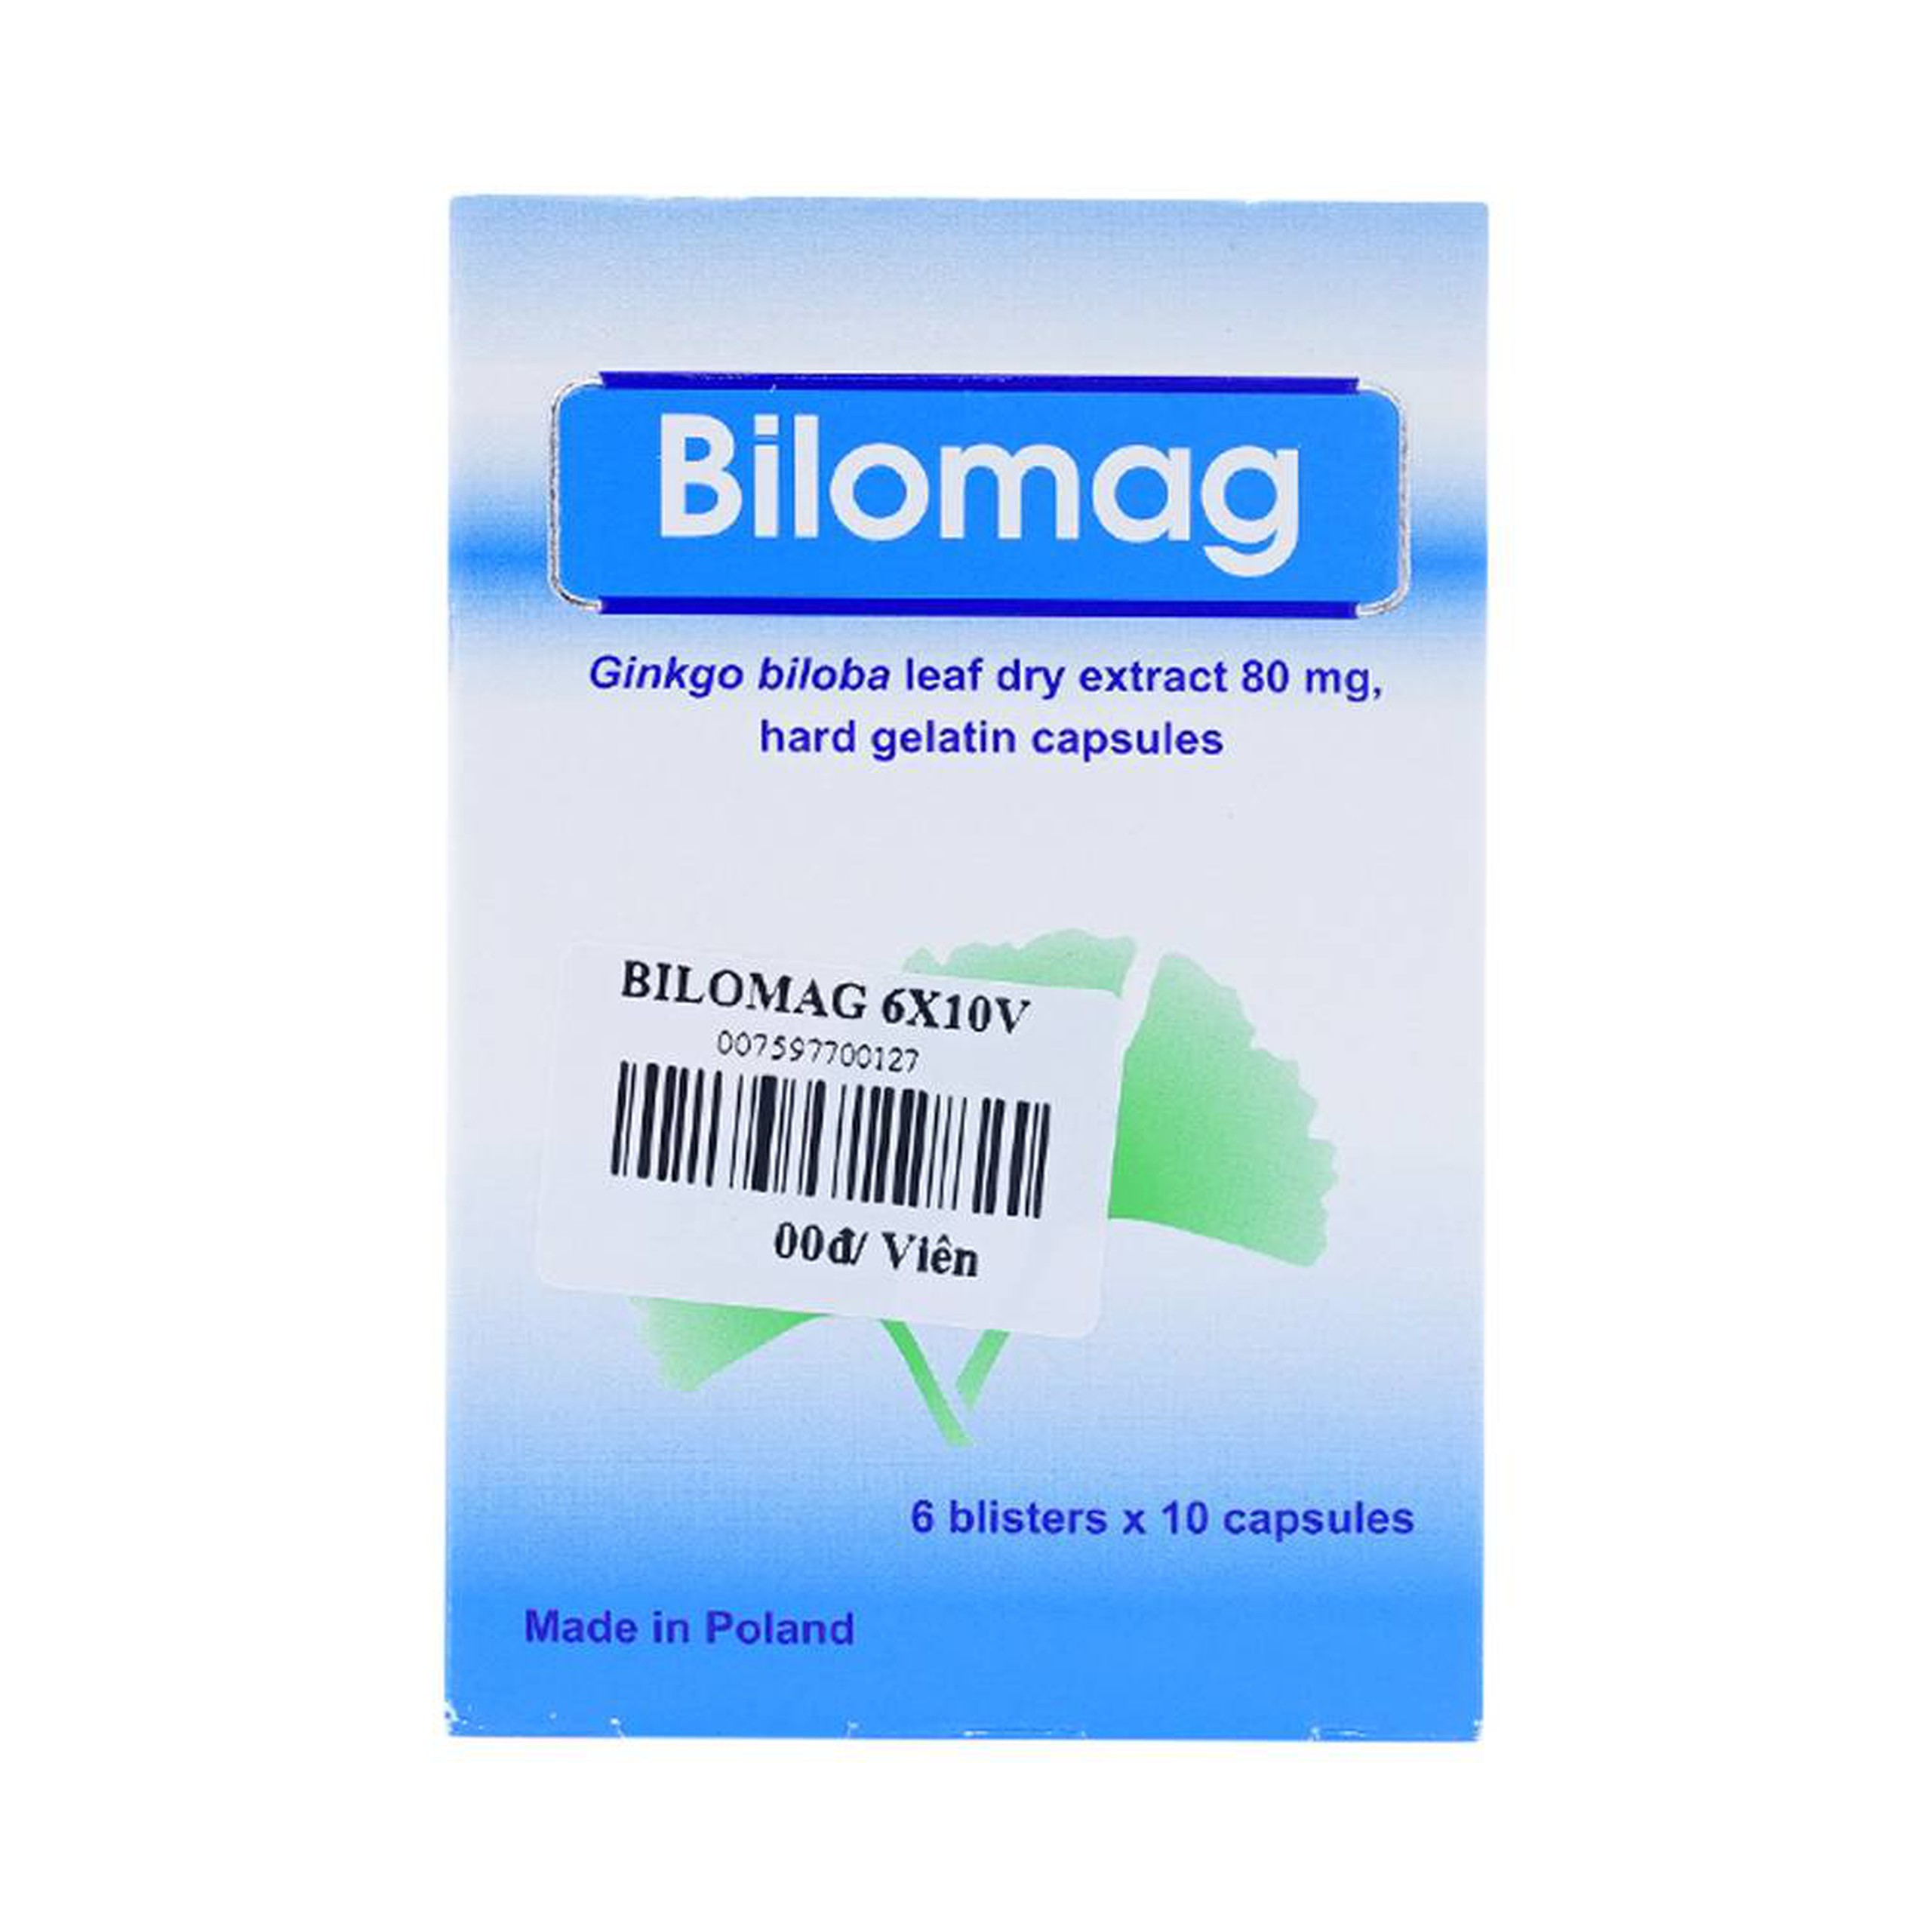 Bilomag
Ginkgo biloba leaf dry extract 80 mg,
hard gelatin capsules
BILOMAG 6X10V
007597700127
00đ/ Viên
6 blisters x 10 capsules
Made in Poland